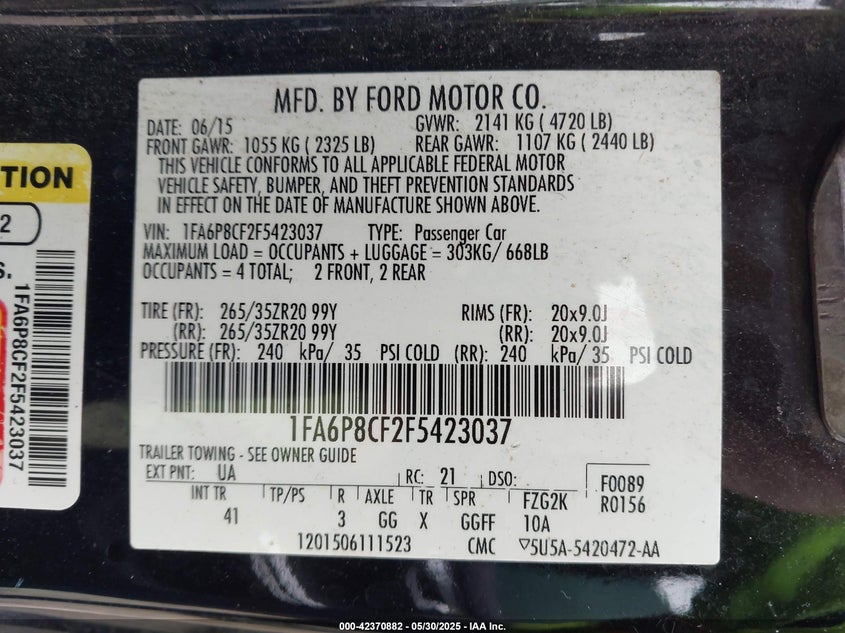 MFD. BY FORD MOTOR CO.
DATE: 06/15 GVWR: 2141 KG ( 4720 LB)
FRONT GAWR: 1055 KG ( 2325 LB) REAR GAWR: 1107 KG ( 2440 LB)
THIS VEHICLE CONFORMS TO ALL APPLICABLE FEDERAL MOTOR
VEHICLE SAFETY, BUMPER, AND THEFT PREVENTION STANDARDS
IN EFFECT ON THE DATE OF MANUFACTURE SHOWN ABOVE.
VIN: 1FA6P8CF2F5423037 TYPE: Passenger Car
MAXIMUM LOAD = OCCUPANTS + LUGGAGE = 303KG/ 668LB
OCCUPANTS = 4 TOTAL; 2 FRONT, 2 REAR
TIRE (FR): 265/35ZR20 99Y RIMS (FR): 20x9.0J
(RR): 265/35ZR20 99Y (RR): 20x9.0J
PRESSURE (FR): 240 kPa/ 35 PSI COLD (RR): 240 kPa/ 35 PSI COLD
1FA6P8CF2F5423037
TRAILER TOWING - SEE OWNER GUIDE
EXT PNT: UA RC: 21 DSO: F0089
R0156
INT TR TP/PS R AXLE TR SPR FZG2K
41 3 GG X GGFF 10A
1201506111523 CMC ▽5U5A-5420472-AA
TION
2
S.
1FA6P8CF2F5423037
000-42370882 - 05/30/2025 - IAA Inc.